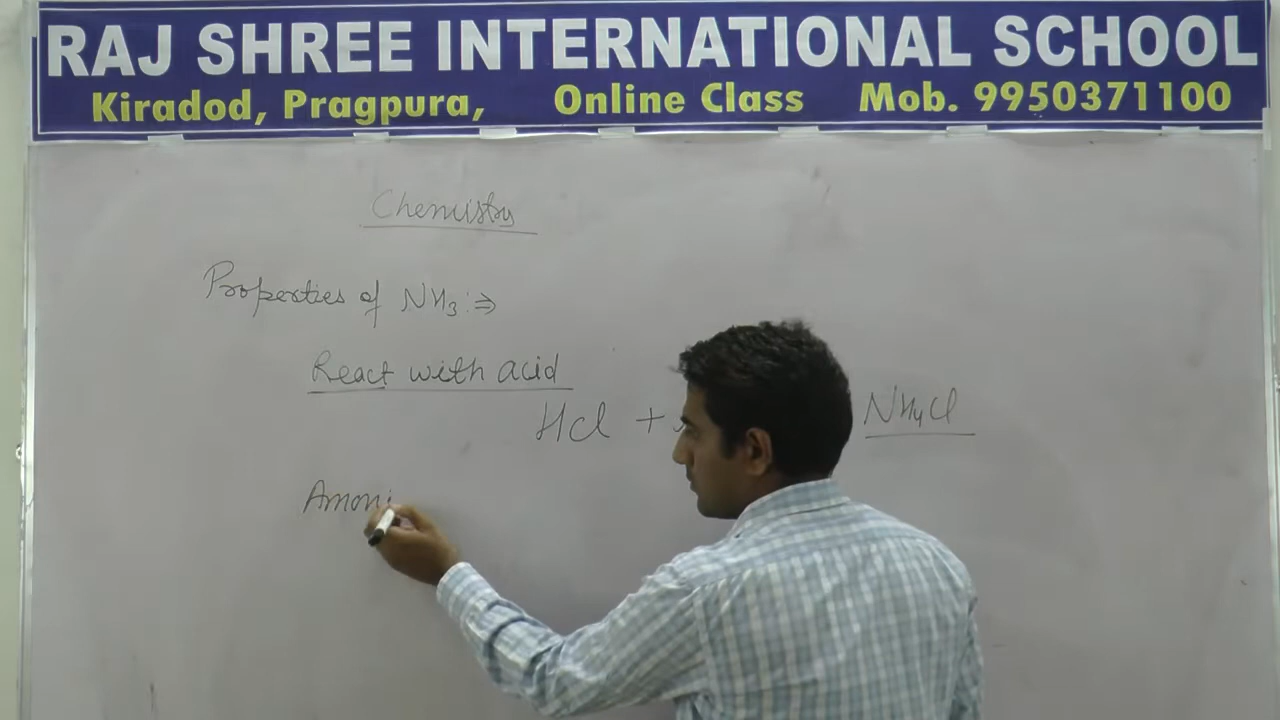 RAJ SHREE INTERNATIONAL SCHOOL
Kiradod, Pragpura, Online Class Mob. 9950371100
Chemistry
Properties of NH3 :⇒
React with acid
HCl + NH4Cl
Amoni